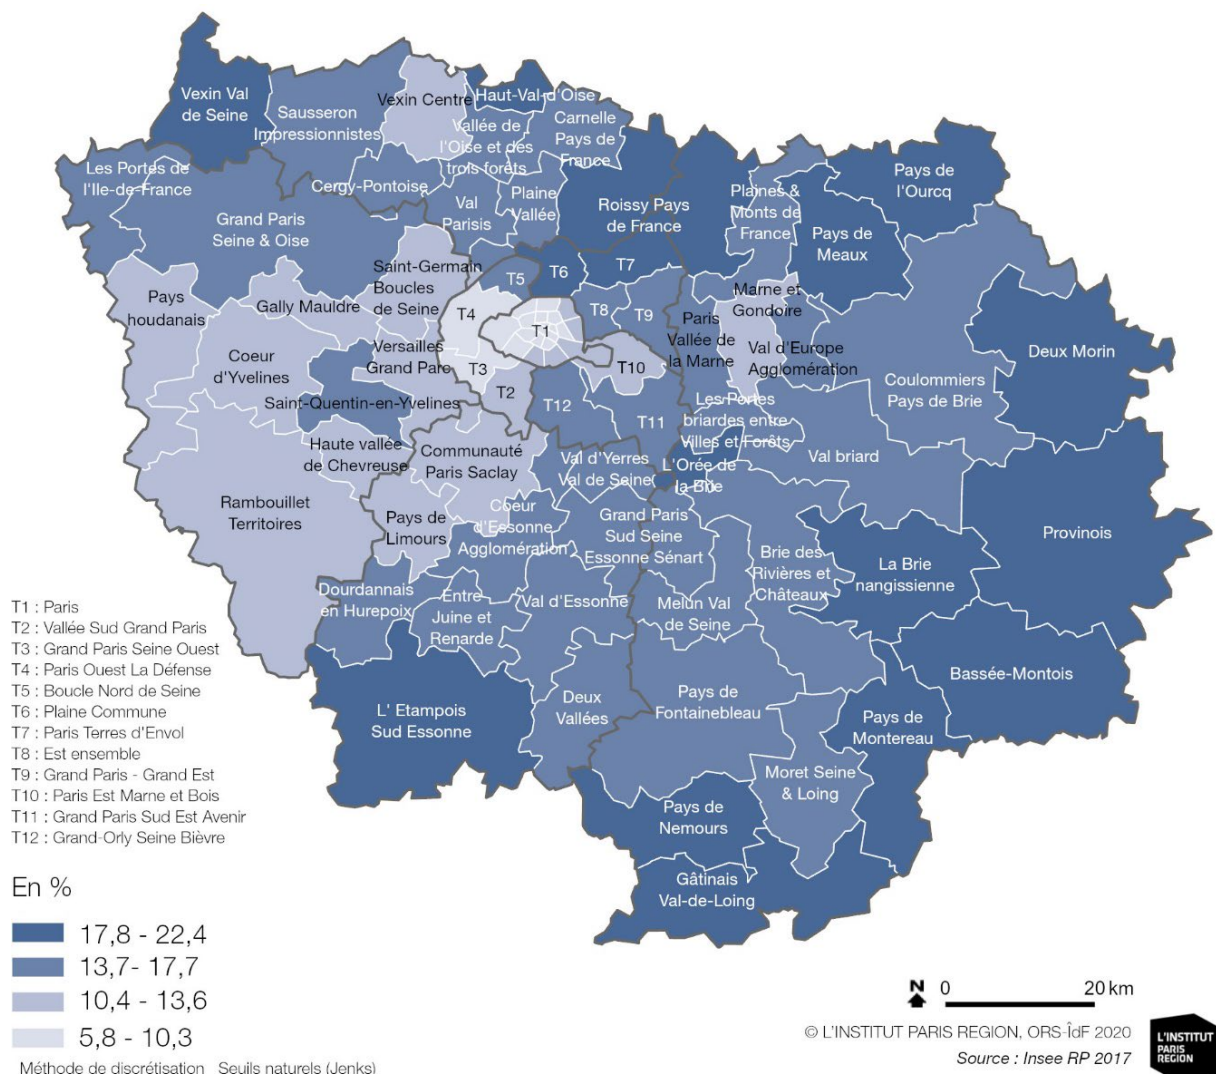 Vexin Val
de Seine
Sausseron
Impressionnistes
Vexin Centre
Haut-Val-d'Oise
Vallée de
l'Oise et des
trois forêts
Carnelle
Pays de
France
Les Portes de
l'Ile-de-France
Cergy-Pontoise
Val
Parisis
Plaine
Vallée
Roissy Pays
de France
Plaines &
Monts de
France
Pays de
l'Ourcq
Pays de
Meaux
Grand Paris
Seine & Oise
Saint-Germain
Boucles
de Seine
T5
T6
T7
Pays
houdanais
Gally Mauldre
T4
T1
T8
T9
Marne et
Gondoire
Paris
Vallée de
la Marne
Val d'Europe
Agglomération
Deux Morin
Coeur
d'Yvelines
Versailles
Grand Parc
T3
T10
Coulommiers
Pays de Brie
Saint-Quentin-en-Yvelines
T2
T12
T11
Les Portes
briardes entre
Villes et Forêts
Haute vallée
de Chevreuse
Communauté
Paris Saclay
Val d'Yerres
Val de Seine
L'Orée de
la Brie
Val briard
Rambouillet
Territoires
Pays de
Limours
Coeur
d'Essonne
Agglomération
Grand Paris
Sud Seine
Essonne Sénart
Brie des
Rivières et
Châteaux
La Brie
nangissienne
Provinois
Dourdannais
en Hurepoix
Entre
Juine et
Renarde
Val d'Essonne
Melun Val
de Seine
L' Etampois
Sud Essonne
Deux
Vallées
Pays de
Fontainebleau
Bassée-Montois
Pays de
Montereau
Moret Seine
& Loing
Pays de
Nemours
Gâtinais
Val-de-Loing
T1 : Paris
T2 : Vallée Sud Grand Paris
T3 : Grand Paris Seine Ouest
T4 : Paris Ouest La Défense
T5 : Boucle Nord de Seine
T6 : Plaine Commune
T7 : Paris Terres d'Envol
T8 : Est ensemble
T9 : Grand Paris - Grand Est
T10 : Paris Est Marne et Bois
T11 : Grand Paris Sud Est Avenir
T12 : Grand-Orly Seine Bièvre
En %
17,8 - 22,4
13,7- 17,7
10,4 - 13,6
5,8 - 10,3
Méthode de discrétisation Seuils naturels (Jenks)
N 0 20 km
© L'INSTITUT PARIS REGION, ORS-ÎdF 2020
Source : Insee RP 2017
L'INSTITUT
PARIS
REGION